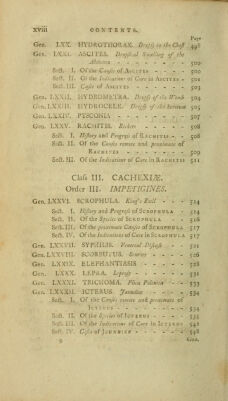 xviii CONTENTS.
Page
Gen. LXX. HYDROTHORAX. Dropsy in the Chest 498
Gen. LXXI. ASCITES. Dropsical Swelling of the
Abdomen - - - - - 500
Sect. I. Of the Causes of ASCITES - - - - 500
Sect. II. Of the Indications of Cure in ASCITES - 502
Sect. III. Cases of ASCITES - - - - 503
Gen. LXXII. HYDROMETRA. Dropsy of the Womb 504
Gen. LXXIII. HYDROCELE. Dropsy of the Scrotum 505
Gen. LXXIV. PYSCONIA - - - - - 507
Gen. LXXV. RACHITIS. Rickets - - - - 508
Sect. I. History and Progress of RACHITIS - - 508
Sect. II. Of the Causes remote and proximate of
RACHITIS - - - - - 509
Sect. III. Of the Indications of Cure in RACHITIS 511
Class III. CACHEXIÆ.
Order III. IMPETIGINES.
Gen. LXXVI. SCROPHULA. King's Evil - - - 514
Sect. I. History and Progress of SCROPHULA - 514
Sect. II. Of the Species of SCROPHULA - - 516
Sect. III. Of the proximate Causes of SCROPHULA - 517
Sect. IV. Of the Indications of Cure in SCROPHULA - 517
Gen. LXXVII. SYPHILIS. Venereal Disease - - 521
Gen. LXXVIII. SCORBUTUS. Scurvy - - - 526
Gen. LXXIX. ELEPHANTIASIS - - - - 528
Gen. LXXX. LEPRA. Leprosy - - - - 531
Gen. LXXXI. TRICHOMA. Plica Polonica - - 533
Gen. LXXXII. ICTERUS. Jaundice - - - 534
Sect. I. Of the Causes remote and proximate of
ICTERUS - - - - - 534
Sect. II. Of the Species of ICTERUS - - -
Sect. III. Of the Indications of Cure in ICTERUS
Sect. IV. Cases of JAUNDICE - - - - 548
Gen.